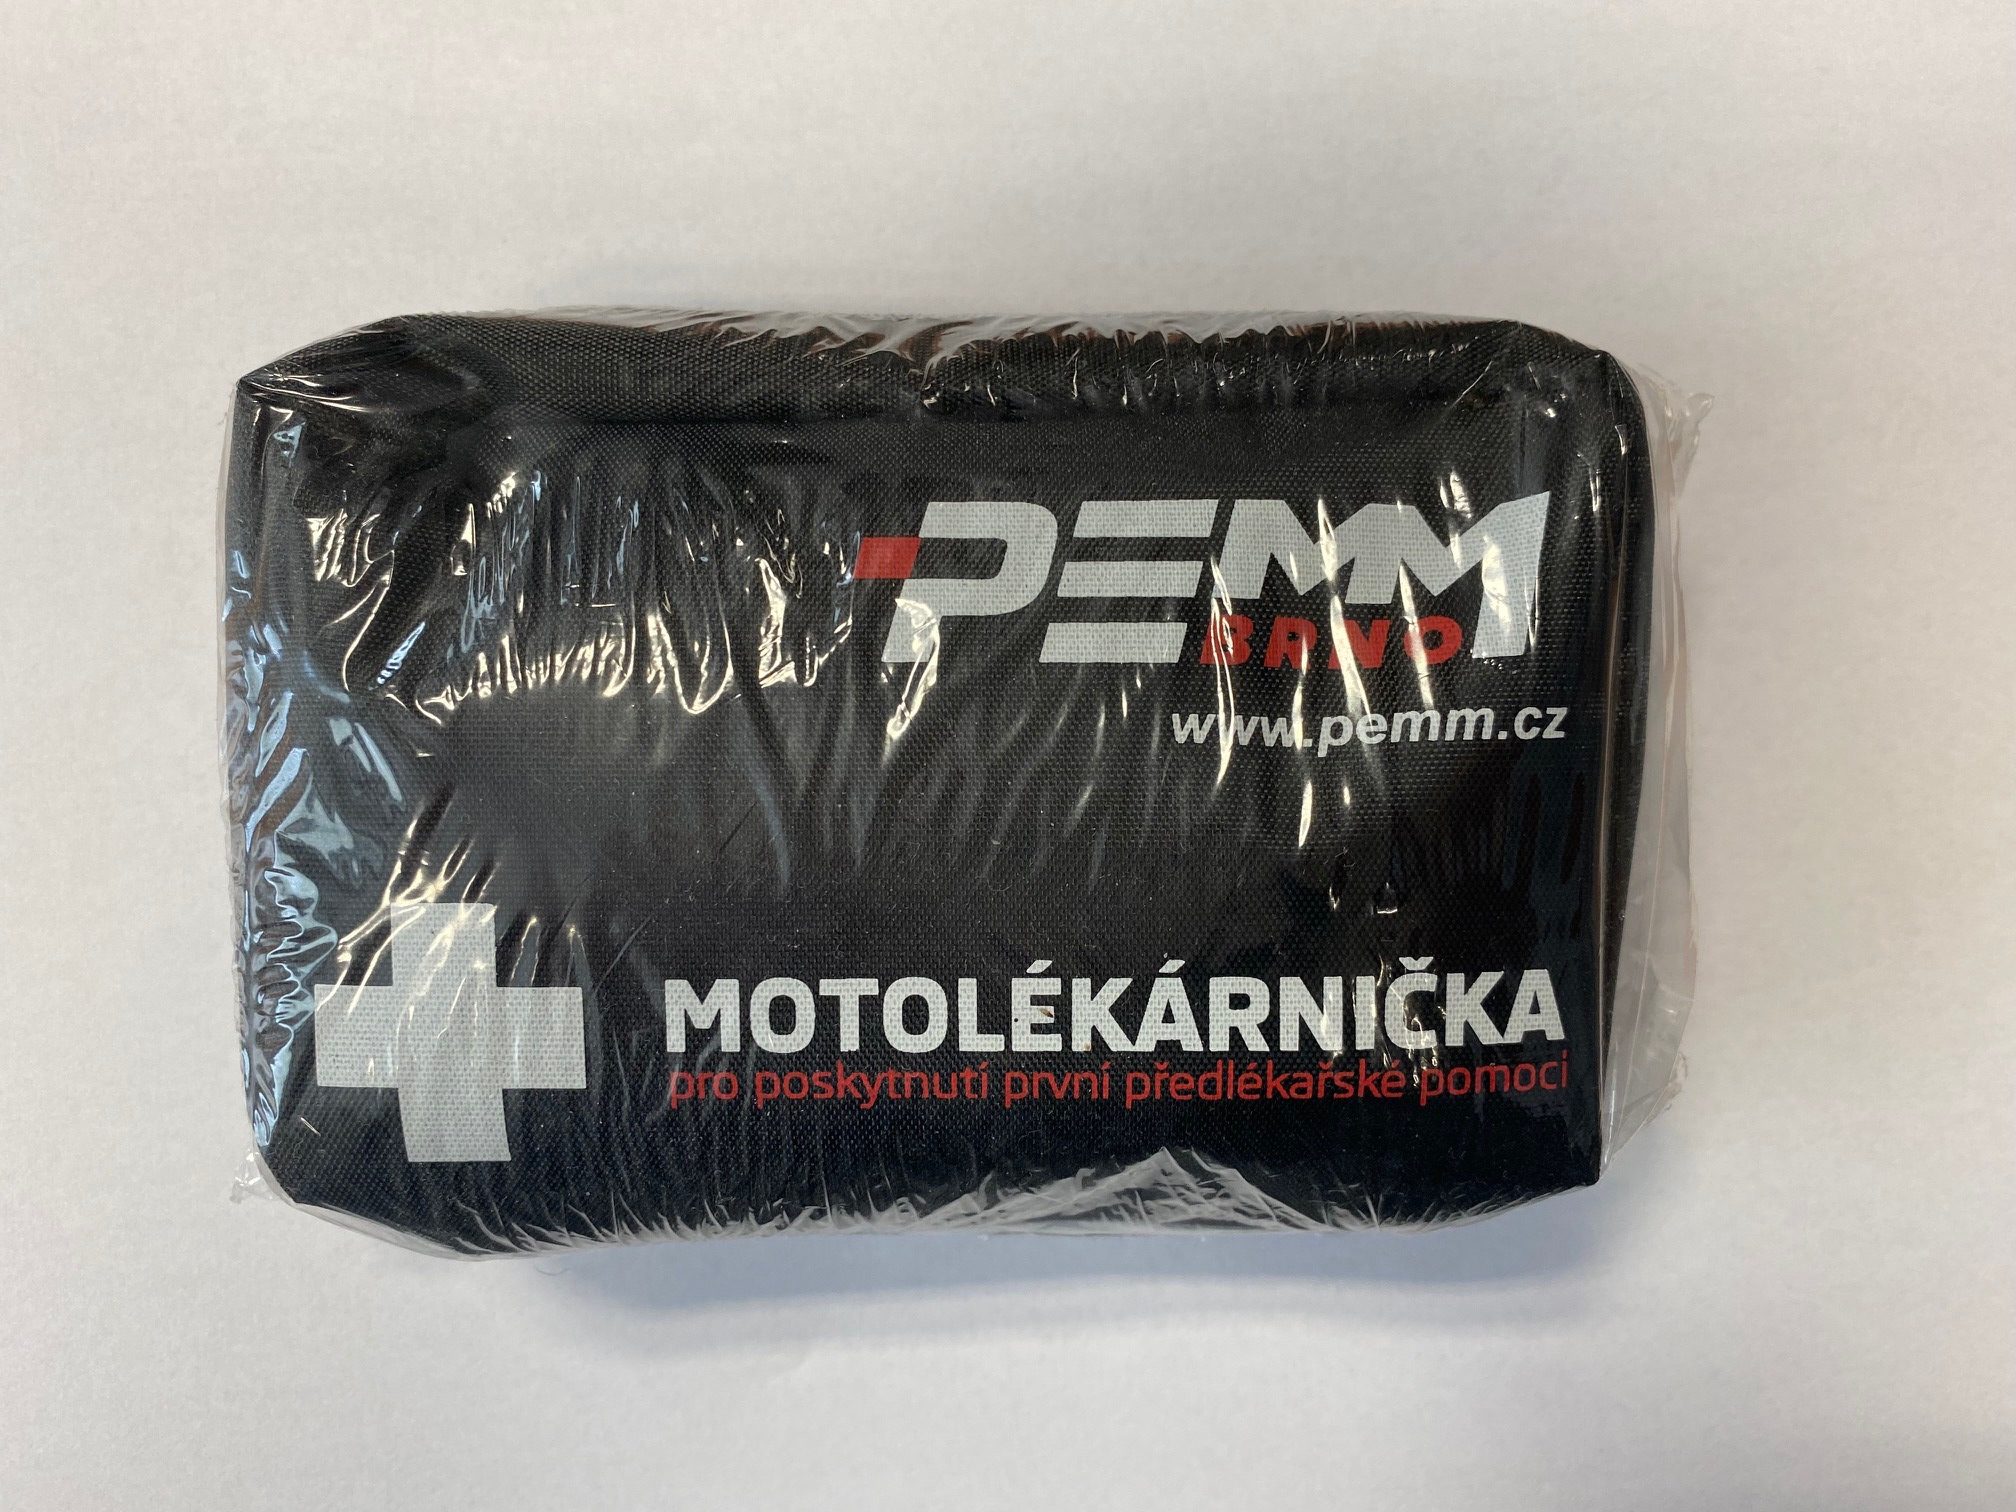 PEMM
BRNO
www.pemm.cz
MOTOLÉKÁRNIČKA
pro poskytnutí první předlékařské pomoci